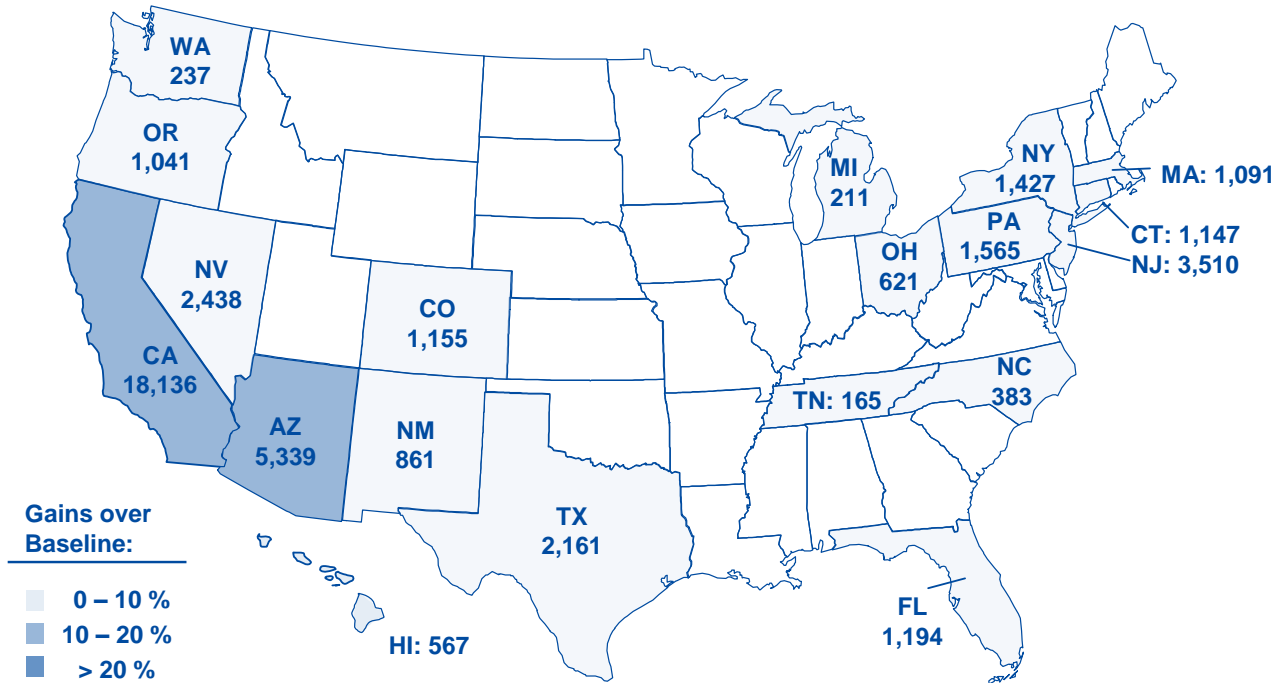 WA
237
OR
1,041
MI
211
NY
1,427
MA: 1,091
PA
1,565
CT: 1,147
NJ: 3,510
OH
621
NV
2,438
CO
1,155
CA
18,136
NC
383
TN: 165
AZ
5,339
NM
861
TX
2,161
FL
1,194
HI: 567
Gains over
Baseline:
0 – 10 %
10 – 20 %
> 20 %